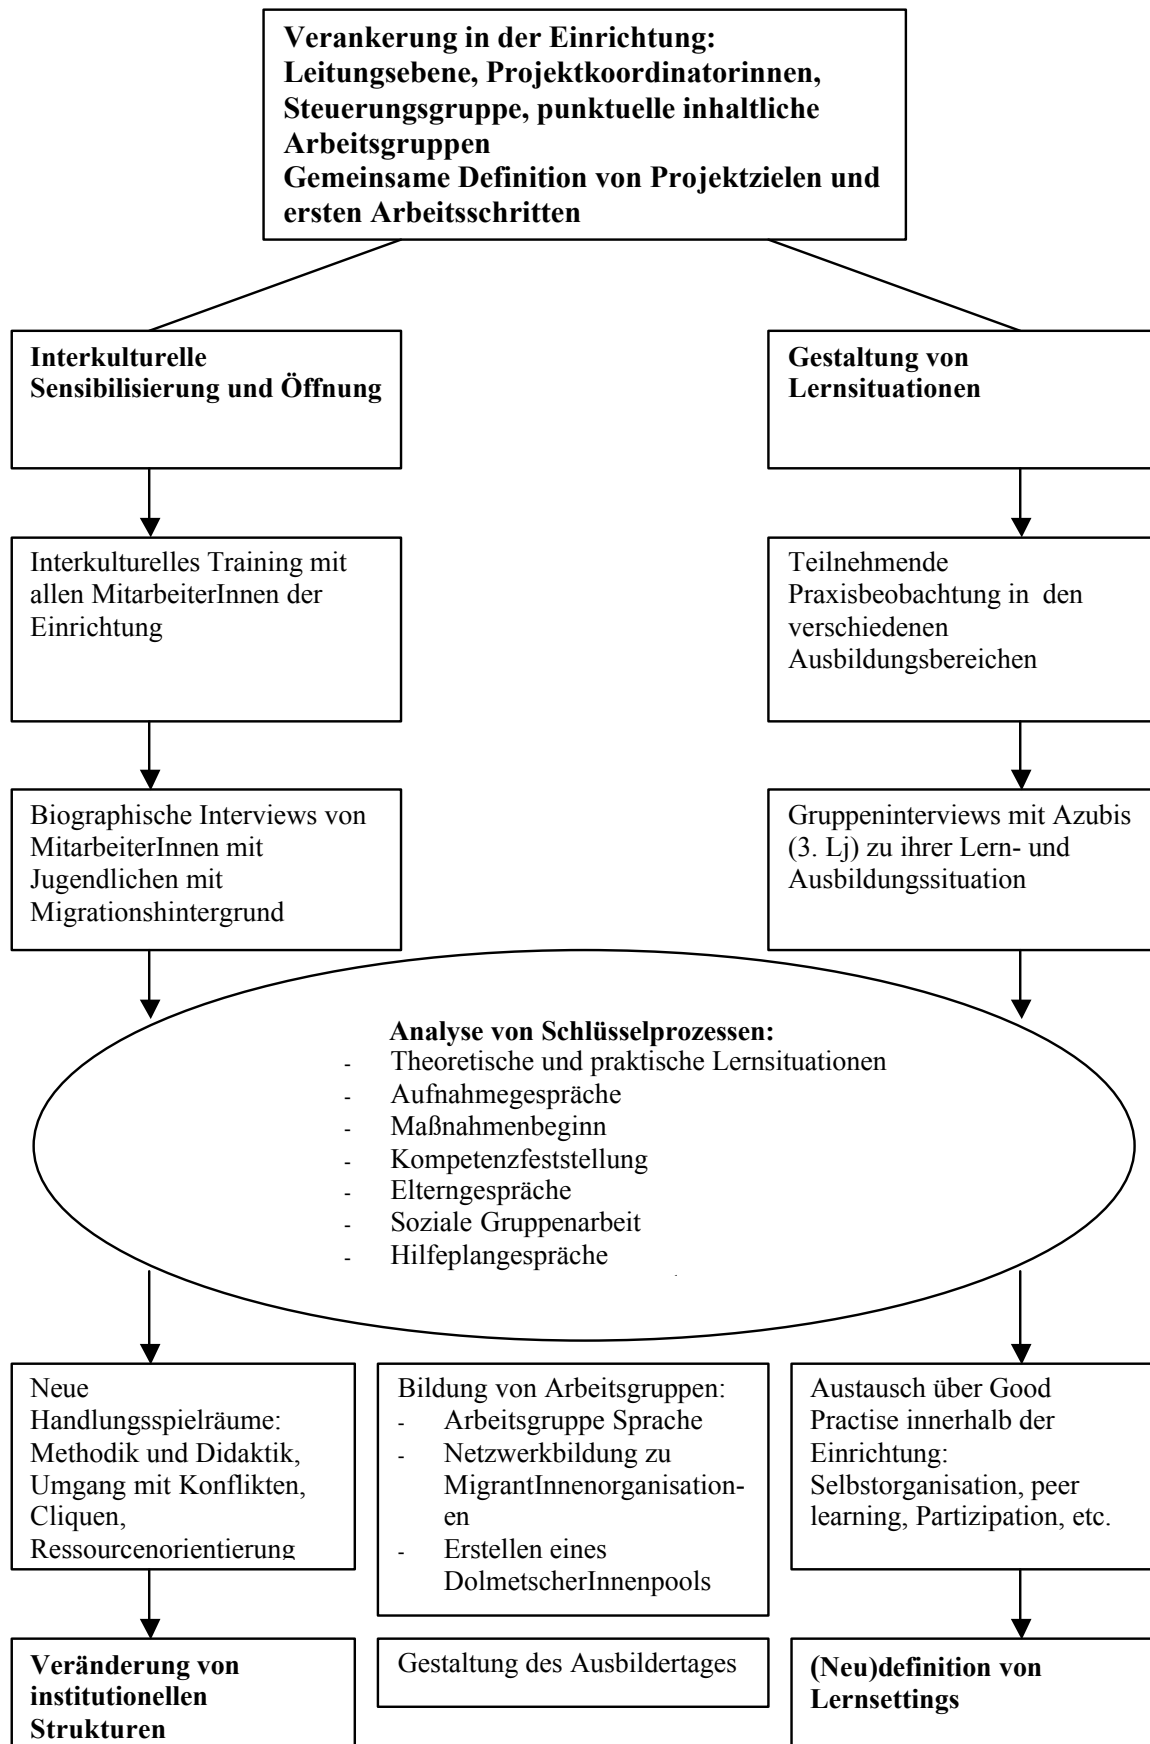 Verankerung in der Einrichtung:
Leitungsebene, Projektkoordinatorinnen,
Steuerungsgruppe, punktuelle inhaltliche
Arbeitsgruppen
Gemeinsame Definition von Projektzielen und
ersten Arbeitsschritten
Interkulturelle
Sensibilisierung und Öffnung
Gestaltung von
Lernsituationen
Interkulturelles Training mit
allen MitarbeiterInnen der
Einrichtung
Teilnehmende
Praxisbeobachtung in den
verschiedenen
Ausbildungsbereichen
Biographische Interviews von
MitarbeiterInnen mit
Jugendlichen mit
Migrationshintergrund
Gruppeninterviews mit Azubis
(3. Lj) zu ihrer Lern- und
Ausbildungssituation
Analyse von Schlüsselprozessen:
- Theoretische und praktische Lernsituationen
- Aufnahmegespräche
- Maßnahmenbeginn
- Kompetenzfeststellung
- Elterngespräche
- Soziale Gruppenarbeit
- Hilfeplangespräche
Neue
Handlungsspielräume:
Methodik und Didaktik,
Umgang mit Konflikten,
Cliquen,
Ressourcenorientierung
Bildung von Arbeitsgruppen:
- Arbeitsgruppe Sprache
- Netzwerkbildung zu
MigrantInnenorganisation-
en
- Erstellen eines
DolmetscherInnenpools
Austausch über Good
Practise innerhalb der
Einrichtung:
Selbstorganisation, peer
learning, Partizipation, etc.
Veränderung von
institutionellen
Strukturen
Gestaltung des Ausbildertages
(Neu)definition von
Lernsettings